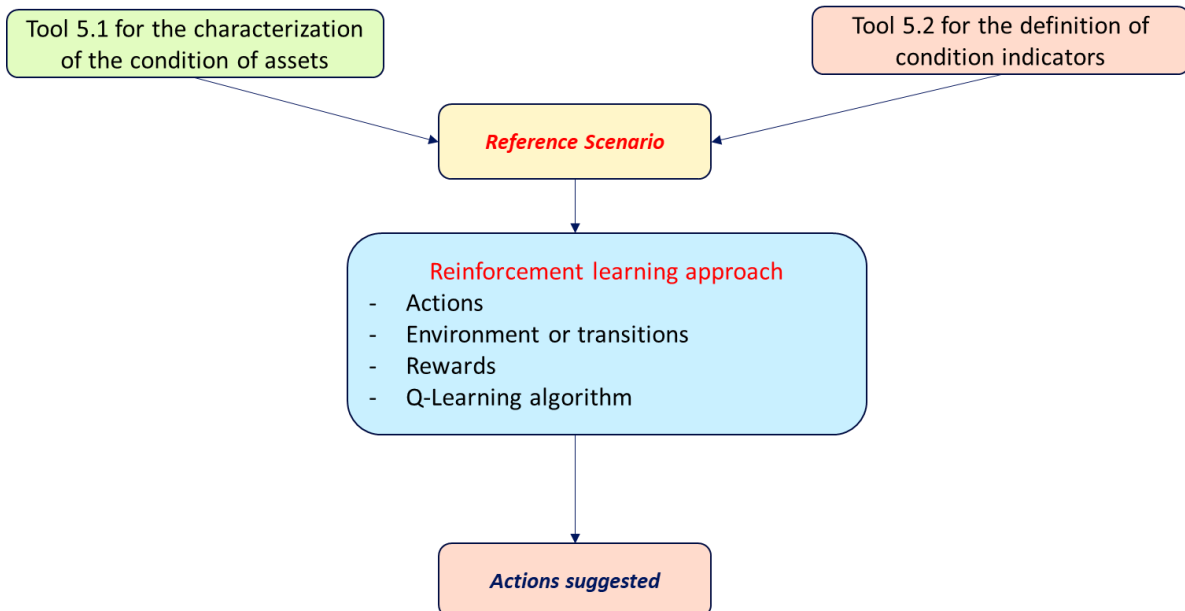 Tool 5.1 for the characterization
of the condition of assets
Tool 5.2 for the definition of
condition indicators
Reference Scenario
Reinforcement learning approach
- Actions
- Environment or transitions
- Rewards
- Q-Learning algorithm
Actions suggested